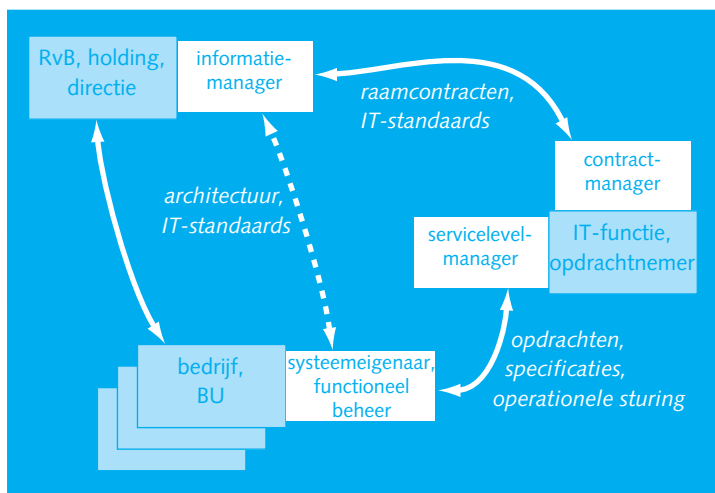 RvB, holding,
directie
informatie-
manager
raamcontracten,
IT-standaards
contract-
manager
architectuur,
IT-standaards
servicelevel-
manager
IT-functie,
opdrachtnemer
bedrijf,
BU
systeemeigenaar,
functioneel
beheer
opdrachten,
specificaties,
operationele sturing